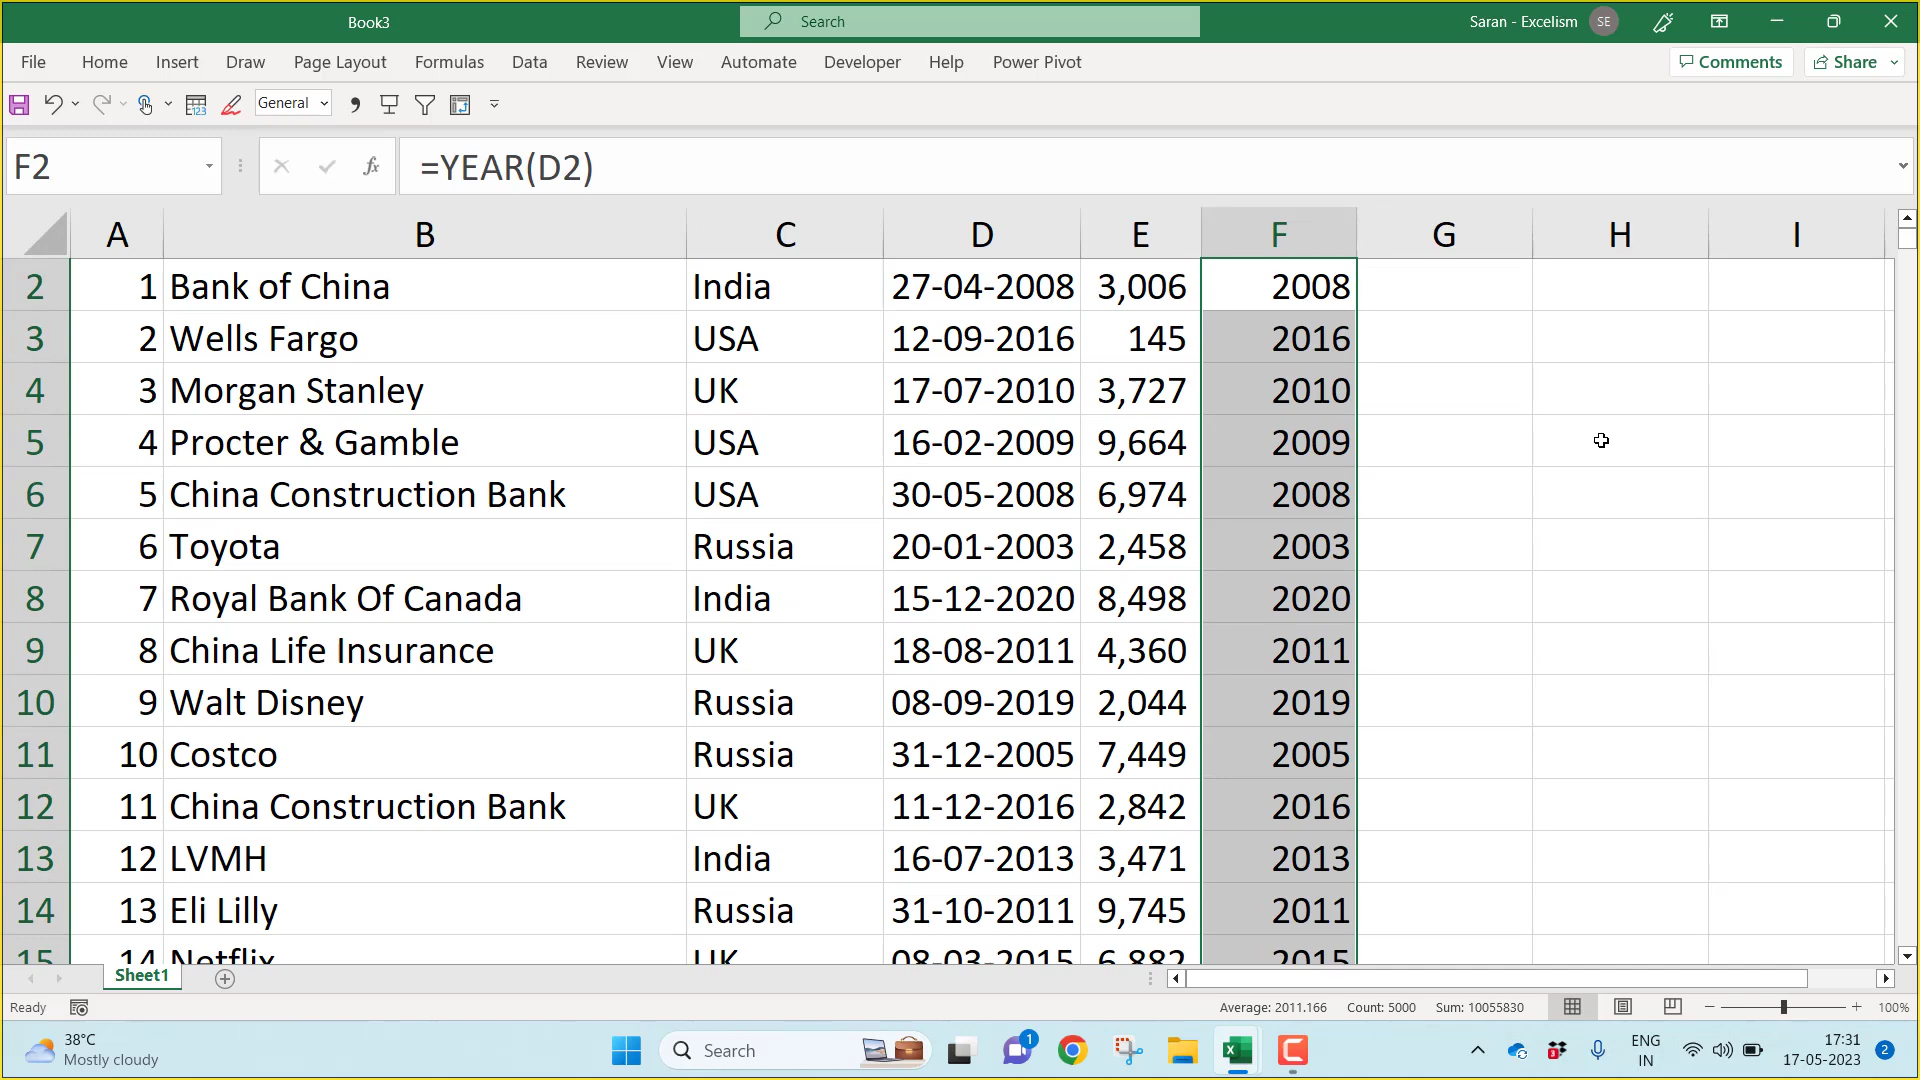 Book3 Search Saran - Excelism SE
File Home Insert Draw Page Layout Formulas Data Review View Automate Developer Help Power Pivot Comments Share
General
F2 fx =YEAR(D2)
A B C D E F G H I
2 1 Bank of China India 27-04-2008 3,006 2008
3 2 Wells Fargo USA 12-09-2016 145 2016
4 3 Morgan Stanley UK 17-07-2010 3,727 2010
5 4 Procter & Gamble USA 16-02-2009 9,664 2009
6 5 China Construction Bank USA 30-05-2008 6,974 2008
7 6 Toyota Russia 20-01-2003 2,458 2003
8 7 Royal Bank Of Canada India 15-12-2020 8,498 2020
9 8 China Life Insurance UK 18-08-2011 4,360 2011
10 9 Walt Disney Russia 08-09-2019 2,044 2019
11 10 Costco Russia 31-12-2005 7,449 2005
12 11 China Construction Bank UK 11-12-2016 2,842 2016
13 12 LVMH India 16-07-2013 3,471 2013
14 13 Eli Lilly Russia 31-10-2011 9,745 2011
15 14 Netflix UK 08-03-2015 6,882 2015
Sheet1
Ready Average: 2011.166 Count: 5000 Sum: 10055830 100%
38°C
Mostly cloudy
Search
1
3
ENG
IN
17:31
17-05-2023
2